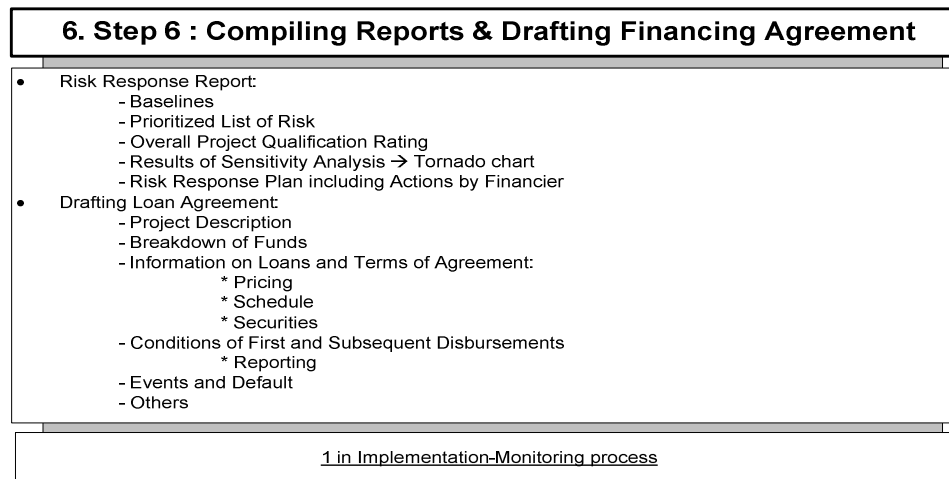 6. Step 6 : Compiling Reports & Drafting Financing Agreement
• Risk Response Report:
- Baselines
- Prioritized List of Risk
- Overall Project Qualification Rating
- Results of Sensitivity Analysis → Tornado chart
- Risk Response Plan including Actions by Financier
• Drafting Loan Agreement:
- Project Description
- Breakdown of Funds
- Information on Loans and Terms of Agreement:
* Pricing
* Schedule
* Securities
- Conditions of First and Subsequent Disbursements
* Reporting
- Events and Default
- Others
1 in Implementation-Monitoring process